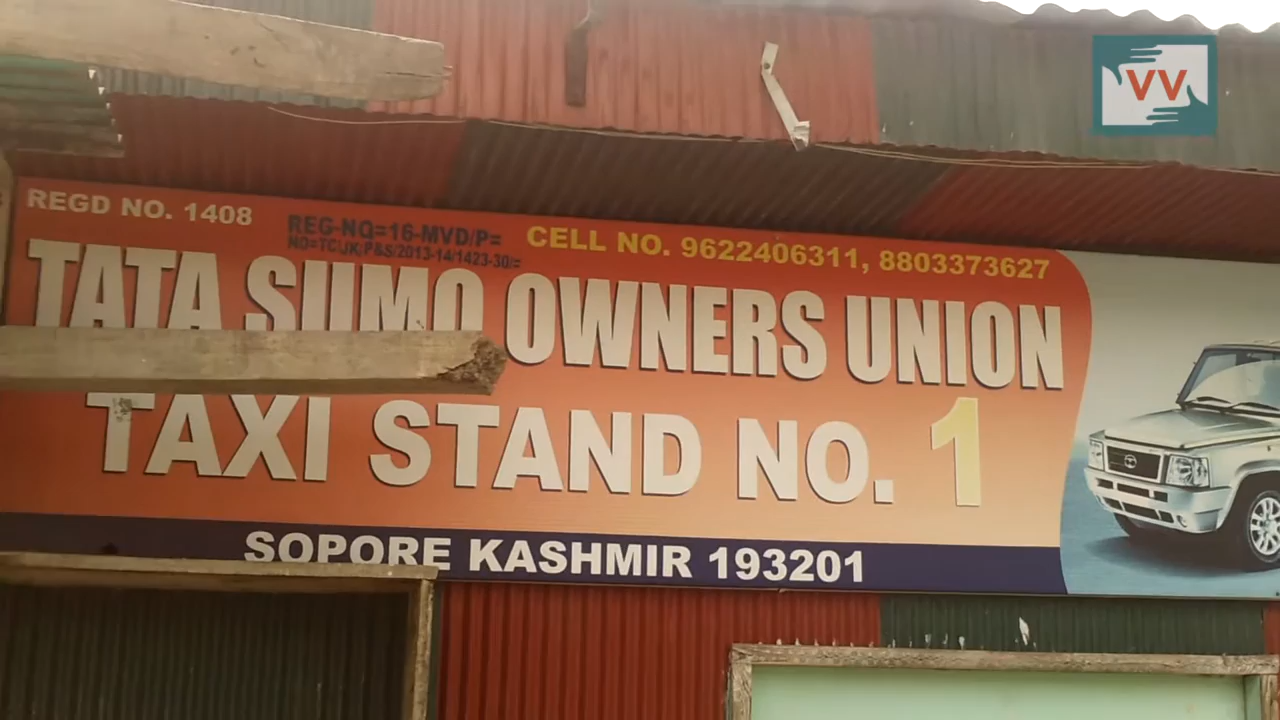 VV
REGD NO. 1408
REG-NO=16-MVD/P=
NO=TC/JK/P&S/2013-14/1423-30/=
CELL NO. 9622406311, 8803373627
TATA SUMO OWNERS UNION
TAXI STAND NO. 1
SOPORE KASHMIR 193201